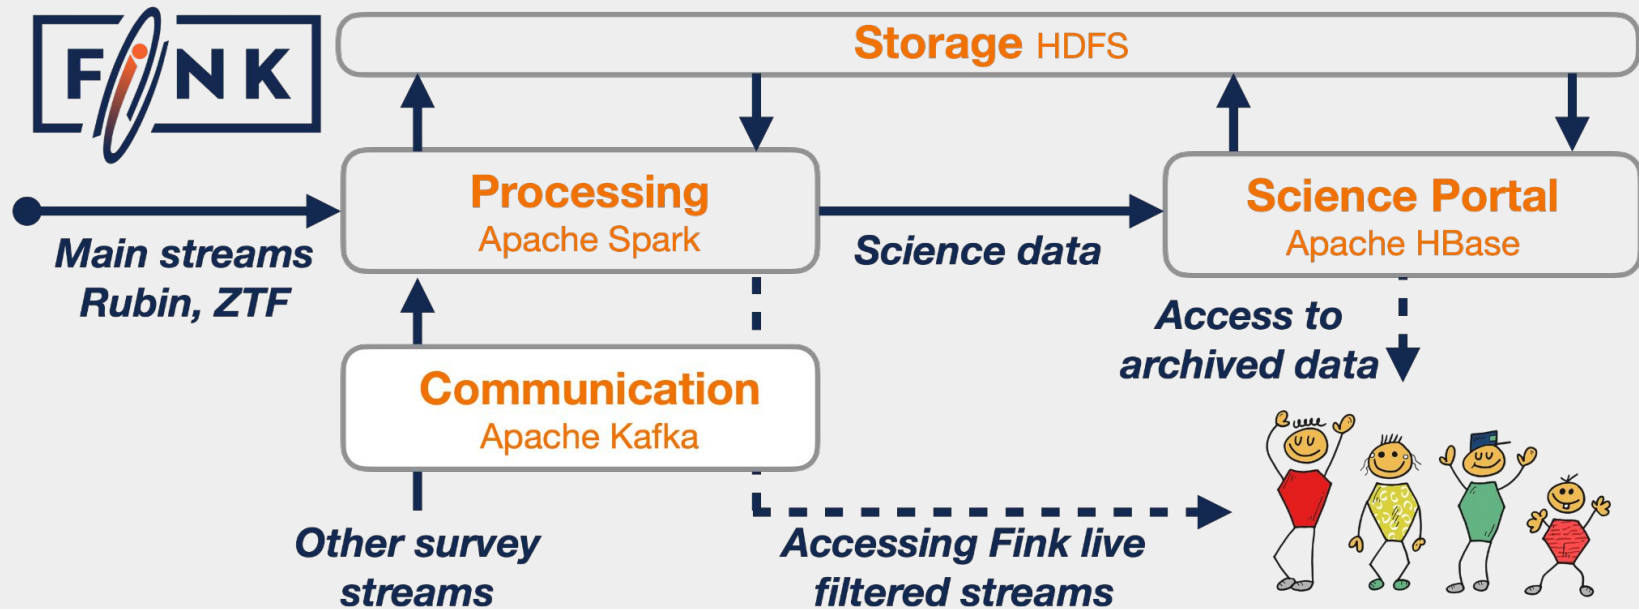 FINK
Storage HDFS
Processing
Apache Spark
Science Portal
Apache HBase
Main streams
Rubin, ZTF
Science data
Access to
archived data
Communication
Apache Kafka
Other survey
streams
Accessing Fink live
filtered streams